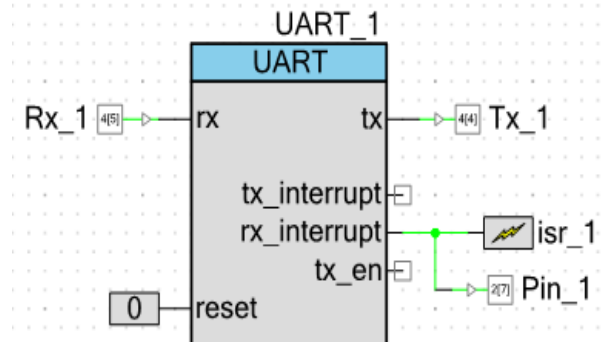 UART_1
UART
Rx_1 4[5] rx tx 4[4] Tx_1
tx_interrupt
rx_interrupt isr_1
tx_en 2[7] Pin_1
0 reset